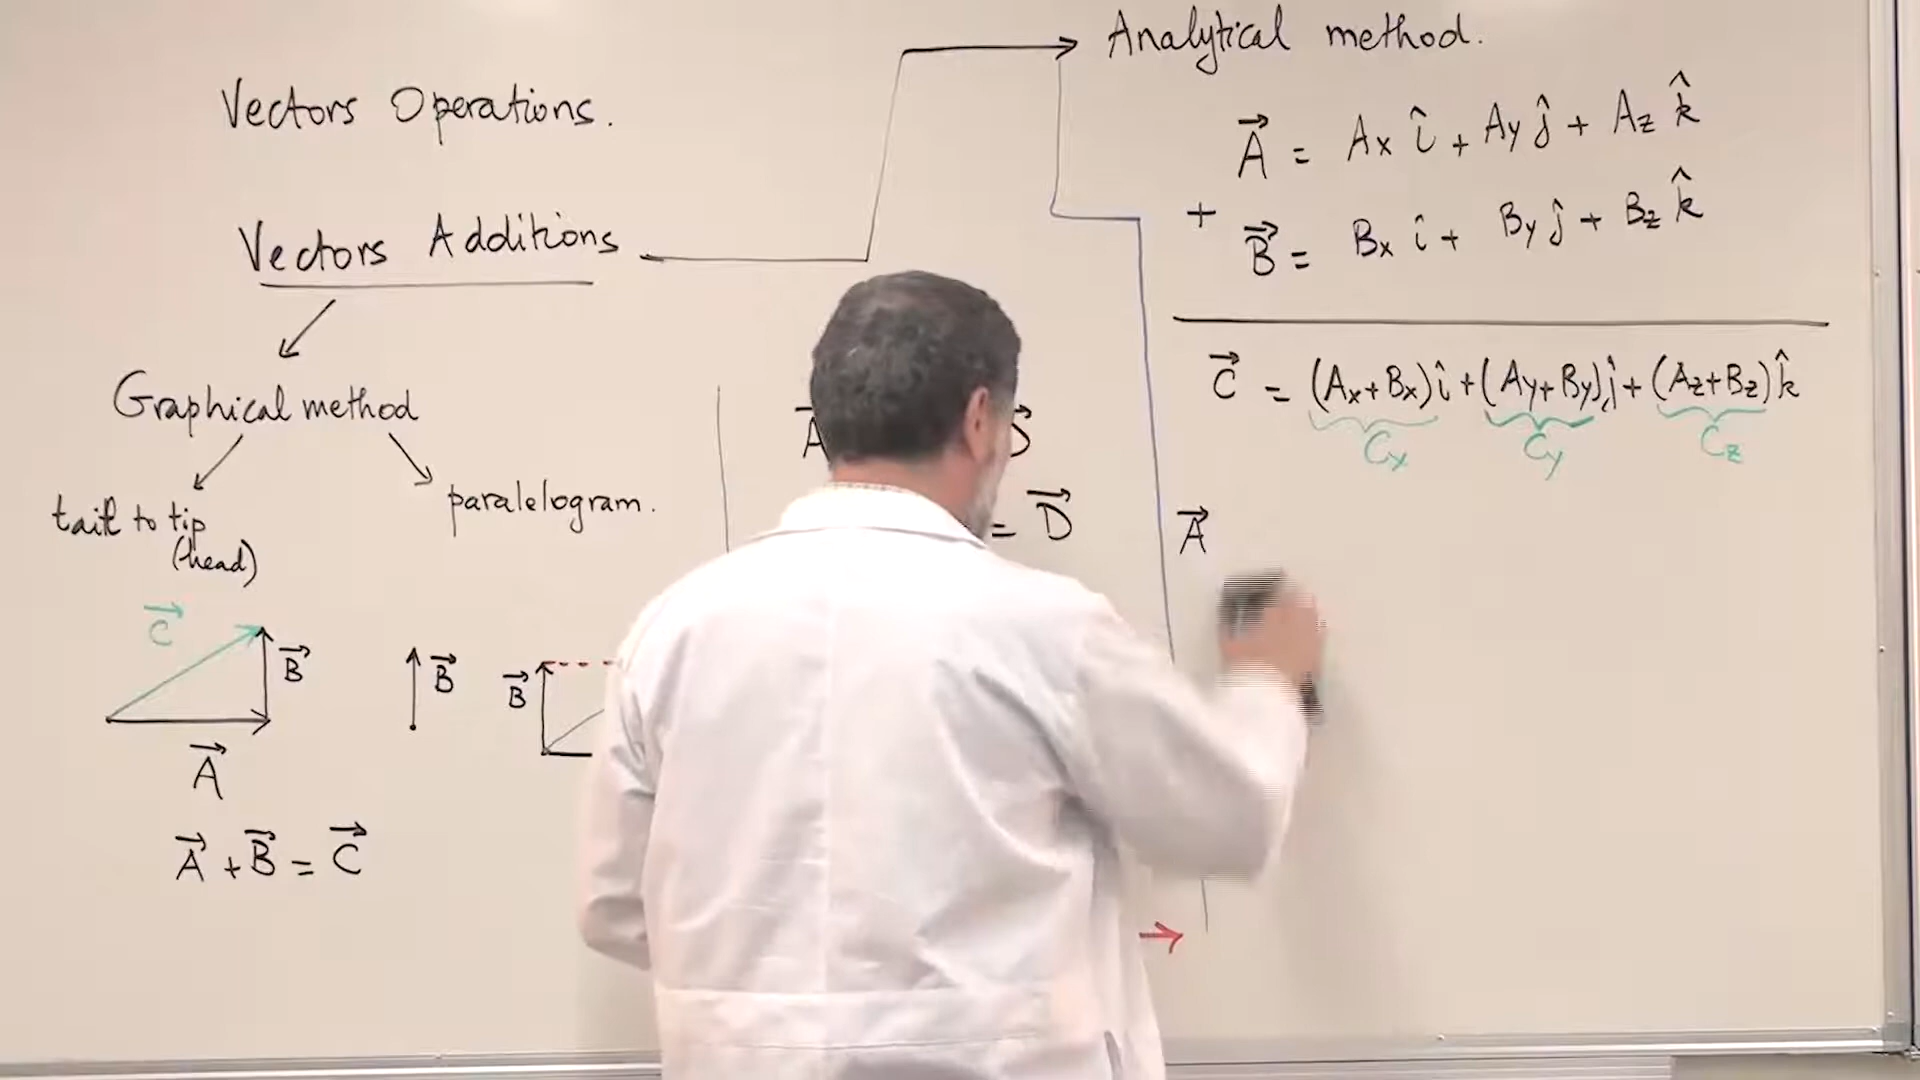 Vectors Operations.
Vectors Additions
Graphical method
tail to tip
(head)
paralelogram.
C⃗
B⃗
A⃗
A⃗ + B⃗ = C⃗
B⃗
B⃗
= D⃗
Analytical method.
A⃗ = Ax î + Ay ĵ + Az k̂
+
B⃗ = Bx î + By ĵ + Bz k̂
C⃗ = (Ax+Bx)î + (Ay+By)ĵ + (Az+Bz)k̂
Cx Cy Cz
A⃗